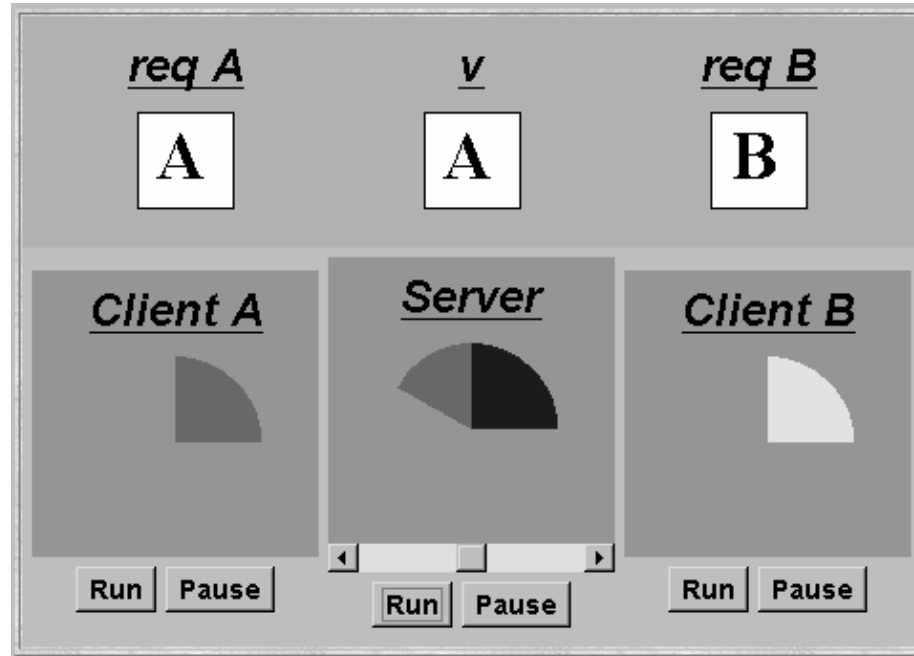 req A v req B
A A B
Client A Server Client B
Run Pause Run Pause Run Pause